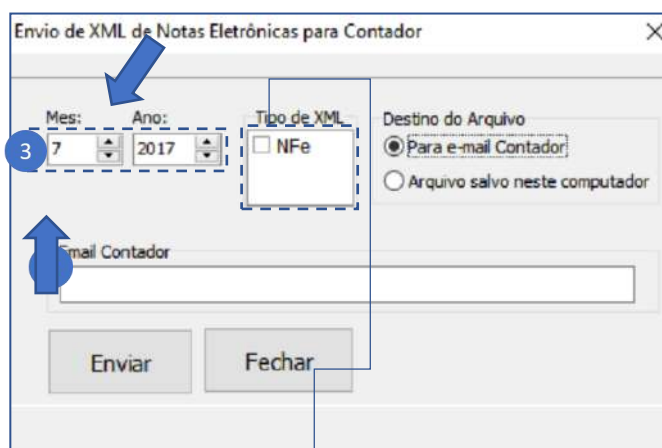 Envio de XML de Notas Eletrônicas para Contador
Mes:
Ano:
Tipo de XML
Destino do Arquivo
3
7
2017
NFe
Para e-mail Contador
Arquivo salvo neste computador
Email Contador
Enviar
Fechar